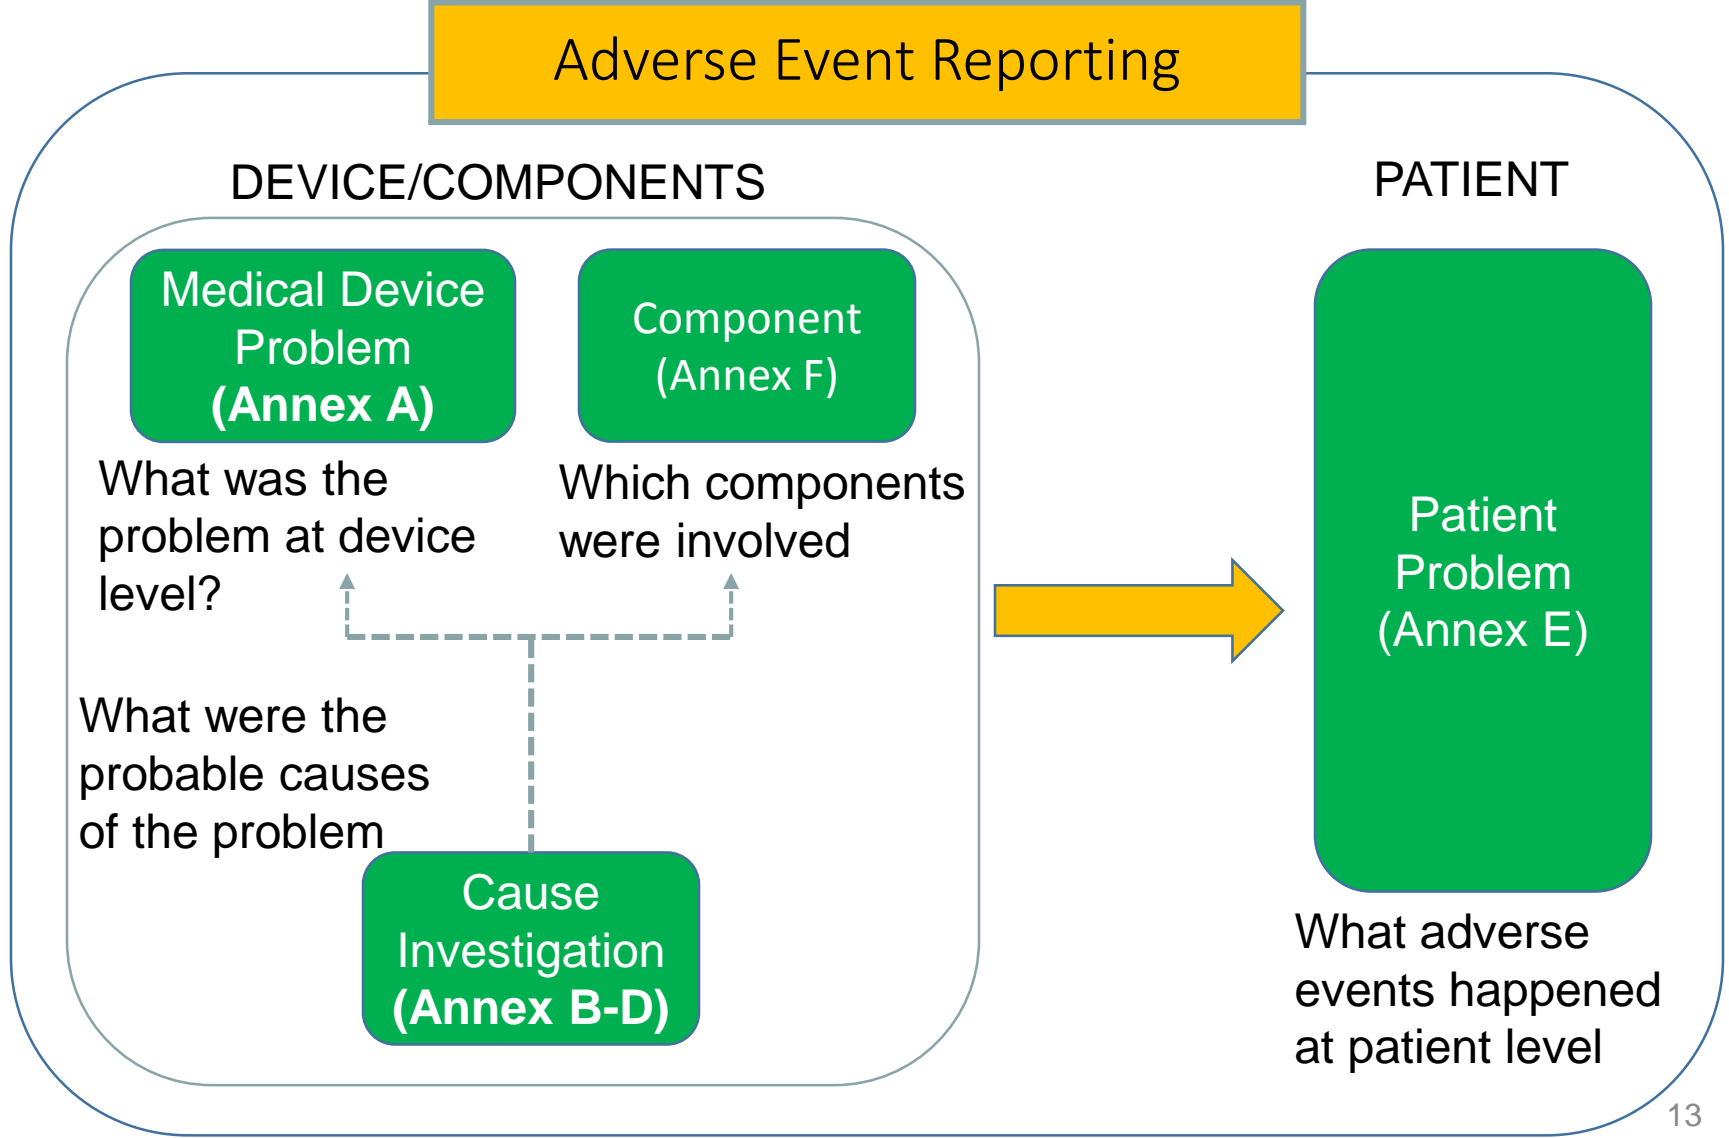 Adverse Event Reporting
DEVICE/COMPONENTS
Medical Device
Problem
(Annex A)
Component
(Annex F)
What was the
problem at device
level?
Which components
were involved
What were the
probable causes
of the problem
Cause
Investigation
(Annex B-D)
PATIENT
Patient
Problem
(Annex E)
What adverse
events happened
at patient level
13